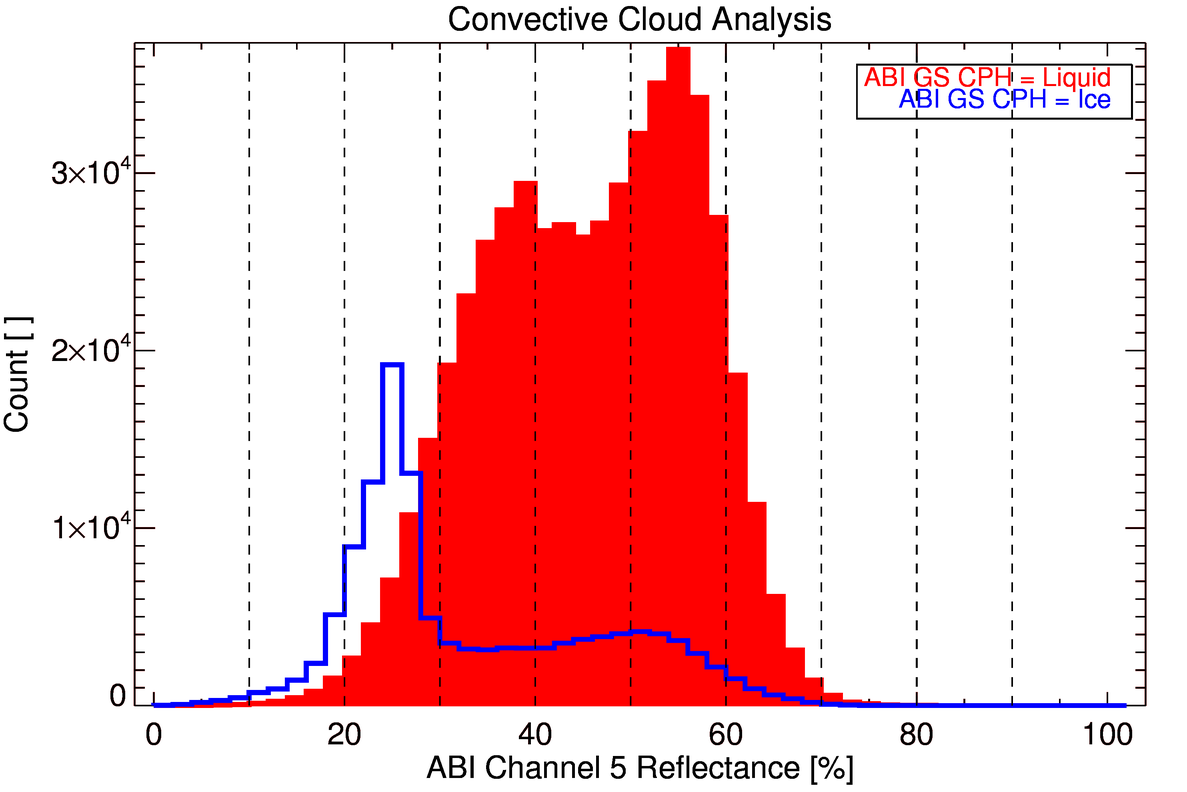 Convective Cloud Analysis
ABI GS CPH = Liquid
ABI GS CPH = Ice
3×10⁴
2×10⁴
1×10⁴
0
Count [ ]
0 20 40 60 80 100
ABI Channel 5 Reflectance [%]